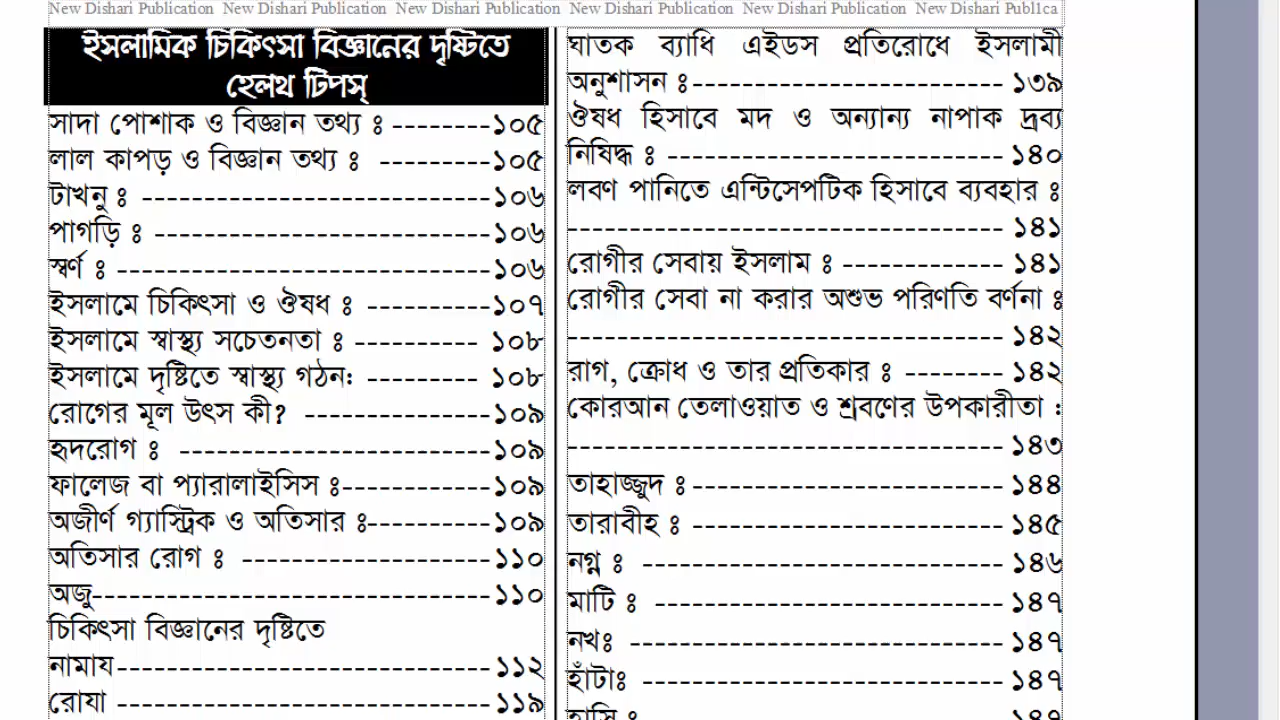 New Dishari Publication New Dishari Publication New Dishari Publication New Dishari Publication New Dishari Publication New Dishari Publ1ca
ইসলামিক চিকিৎসা বিজ্ঞানের দৃষ্টিতে
হেলথ টিপস্
সাদা পোশাক ও বিজ্ঞান তথ্য ঃ --------১০৫
লাল কাপড় ও বিজ্ঞান তথ্য ঃ ---------১০৫
টাখনু ঃ ----------------------------১০৬
পাগড়ি ঃ ---------------------------১০৬
স্বর্ণ ঃ ------------------------------১০৬
ইসলামে চিকিৎসা ও ঔষধ ঃ ----------১০৭
ইসলামে স্বাস্থ্য সচেতনতা ঃ ---------- ১০৮
ইসলামে দৃষ্টিতে স্বাস্থ্য গঠন: --------- ১০৮
রোগের মূল উৎস কী? ---------------১০৯
হৃদরোগ ঃ -------------------------১০৯
ফালেজ বা প্যারালাইসিস ঃ------------১০৯
অজীর্ণ গ্যাস্ট্রিক ও অতিসার ঃ----------১০৯
অতিসার রোগ ঃ --------------------১১০
অজু--------------------------------১১০
চিকিৎসা বিজ্ঞানের দৃষ্টিতে
নামায------------------------------১১২
রোযা ------------------------------১১৯
ঘাতক ব্যাধি এইডস প্রতিরোধে ইসলামী
অনুশাসন ঃ------------------------- ১৩৯
ঔষধ হিসাবে মদ ও অন্যান্য নাপাক দ্রব্য
নিষিদ্ধ ঃ --------------------------- ১৪০
লবণ পানিতে এন্টিসেপটিক হিসাবে ব্যবহার ঃ
----------------------------------- ১৪১
রোগীর সেবায় ইসলাম ঃ ------------- ১৪১
রোগীর সেবা না করার অশুভ পরিণতি বর্ণনা ঃ
----------------------------------- ১৪২
রাগ, ক্রোধ ও তার প্রতিকার ঃ -------- ১৪২
কোরআন তেলাওয়াত ও শ্রবণের উপকারীতা :
----------------------------------- ১৪৩
তাহাজ্জুদ ঃ------------------------- ১৪৪
তারাবীহ ঃ ------------------------- ১৪৫
নগ্ন ঃ ----------------------------- ১৪৬
মাটি ঃ ---------------------------- ১৪৭
নখঃ ------------------------------ ১৪৭
হাঁটাঃ ----------------------------- ১৪৭
হাসি ঃ ---------------------------- ১৪৭